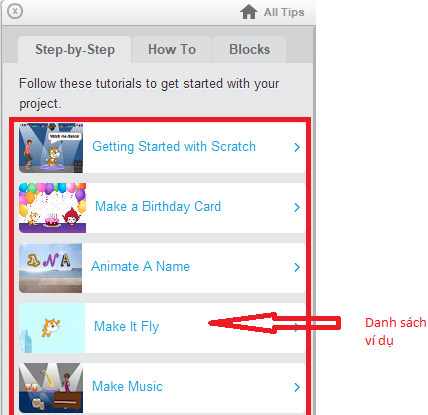 All Tips
Step-by-Step How To Blocks
Follow these tutorials to get started with your
project.
Watch me dance!
Getting Started with Scratch
Make a Birthday Card
ANA
Animate A Name
Make It Fly
Danh sách
ví dụ
Make Music